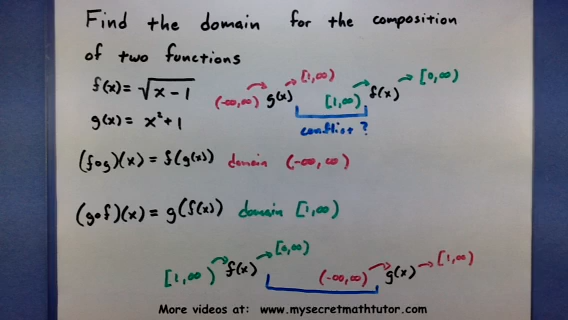 Find the domain for the composition
of two functions
f(x) = √x - 1
(-∞,∞) g(x) [1,∞) [1,∞) f(x) [0,∞)
g(x) = x² + 1
conflict ?
(f∘g)(x) = f(g(x)) domain (-∞, ∞)
(g∘f)(x) = g(f(x)) domain [1,∞)
[1,∞) f(x) [0,∞) (-∞,∞) g(x) [1,∞)
More videos at: www.mysecretmathtutor.com